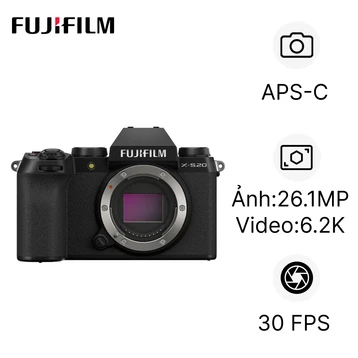 FUJIFILM
APS-C
FUJIFILM
X-S20
Ảnh:26.1MP
Video:6.2K
30 FPS